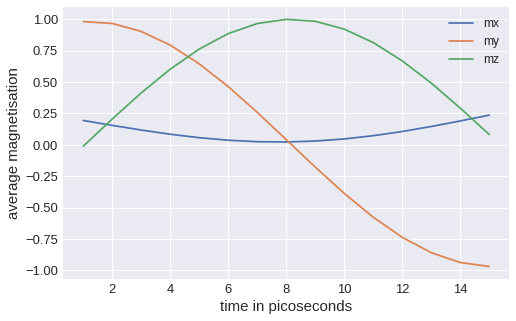 1.00
0.75
0.50
0.25
0.00
−0.25
−0.50
−0.75
−1.00
average magnetisation
mx
my
mz
2 4 6 8 10 12 14
time in picoseconds